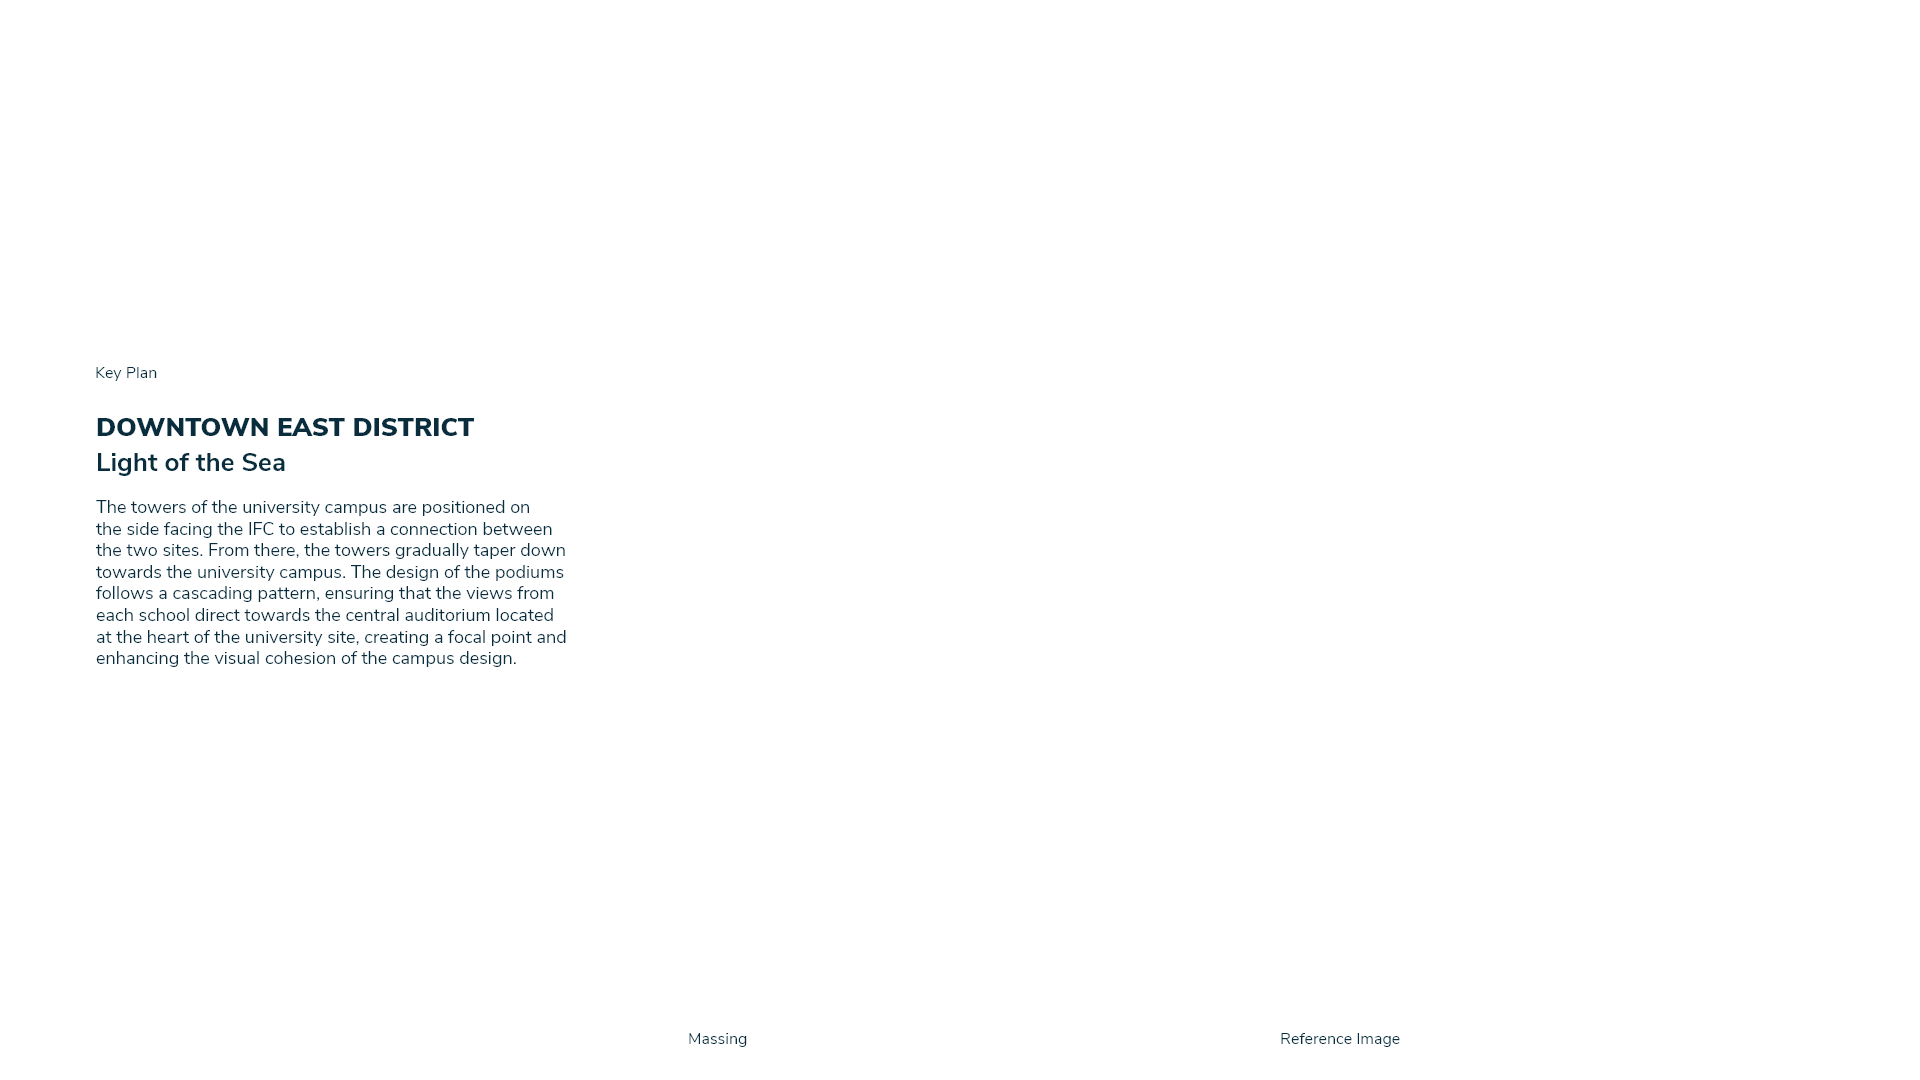 Key Plan
DOWNTOWN EAST DISTRICT
Light of the Sea
The towers of the university campus are positioned on
the side facing the IFC to establish a connection between
the two sites. From there, the towers gradually taper down
towards the university campus. The design of the podiums
follows a cascading pattern, ensuring that the views from
each school direct towards the central auditorium located
at the heart of the university site, creating a focal point and
enhancing the visual cohesion of the campus design.
Massing
Reference Image